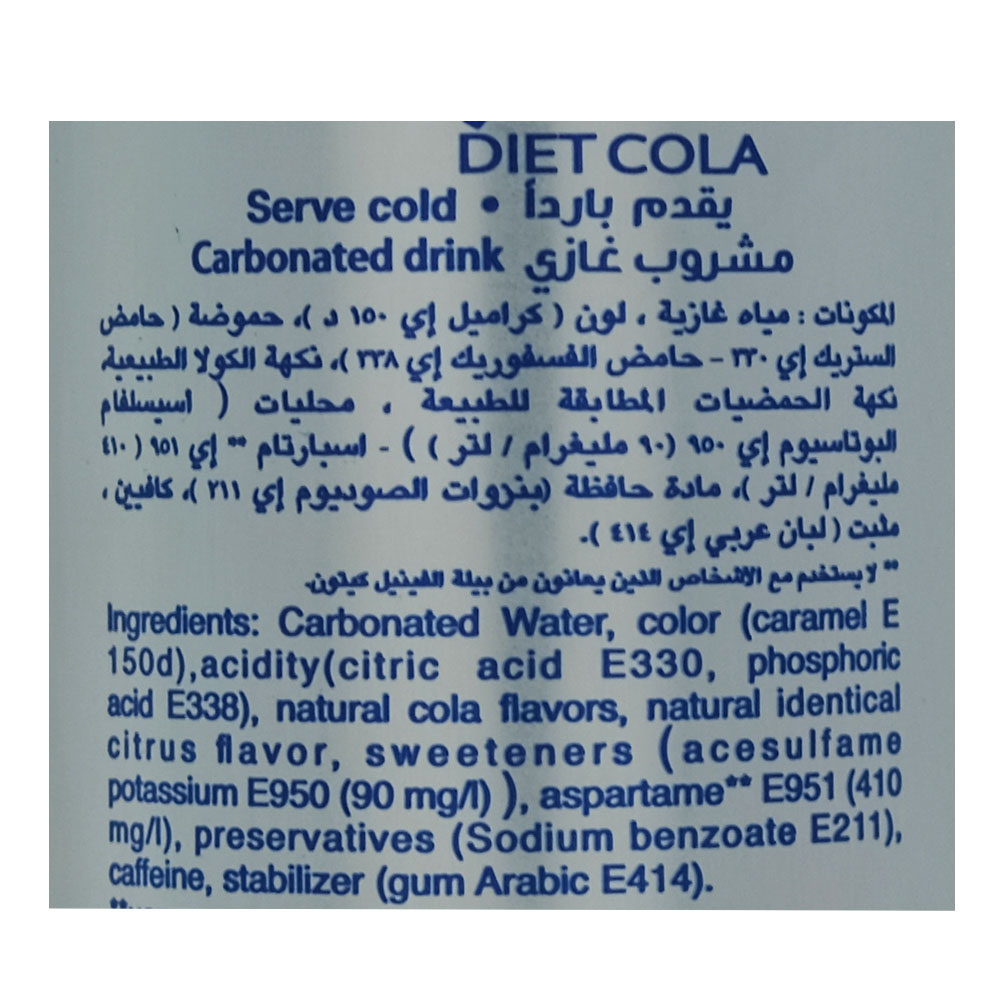 DIET COLA
Serve cold • يقدم بارداً
Carbonated drink مشروب غازي
المكونات : مياه غازية ، لون ( كراميل إي ١٥٠ د )، حموضة ( حامض
الستريك إي ٣٣٠ - حامض الفسفوريك إي ٣٣٨ )، نكهة الكولا الطبيعية
نكهة الحمضيات المطابقة للطبيعة ، محليات ( أسيسلفام
البوتاسيوم إي ٩٥٠ (٩٠ مليغرام / لتر ) ) - اسبارتام ** إي ٩٥١ ( ٤١٠
مليغرام / لتر )، مادة حافظة (بنزوات الصوديوم إي ٢١١ )، كافيين ،
مثبت ( لبان عربي إي ٤١٤ ).
** لا يستخدم مع الاشخاص الذين يعانون من بيلة الفينيل كيتون.
Ingredients: Carbonated Water, color (caramel E
150d),acidity(citric acid E330, phosphoric
acid E338), natural cola flavors, natural identical
citrus flavor, sweeteners (acesulfame
potassium E950 (90 mg/l) ), aspartame** E951 (410
mg/l), preservatives (Sodium benzoate E211),
caffeine, stabilizer (gum Arabic E414).